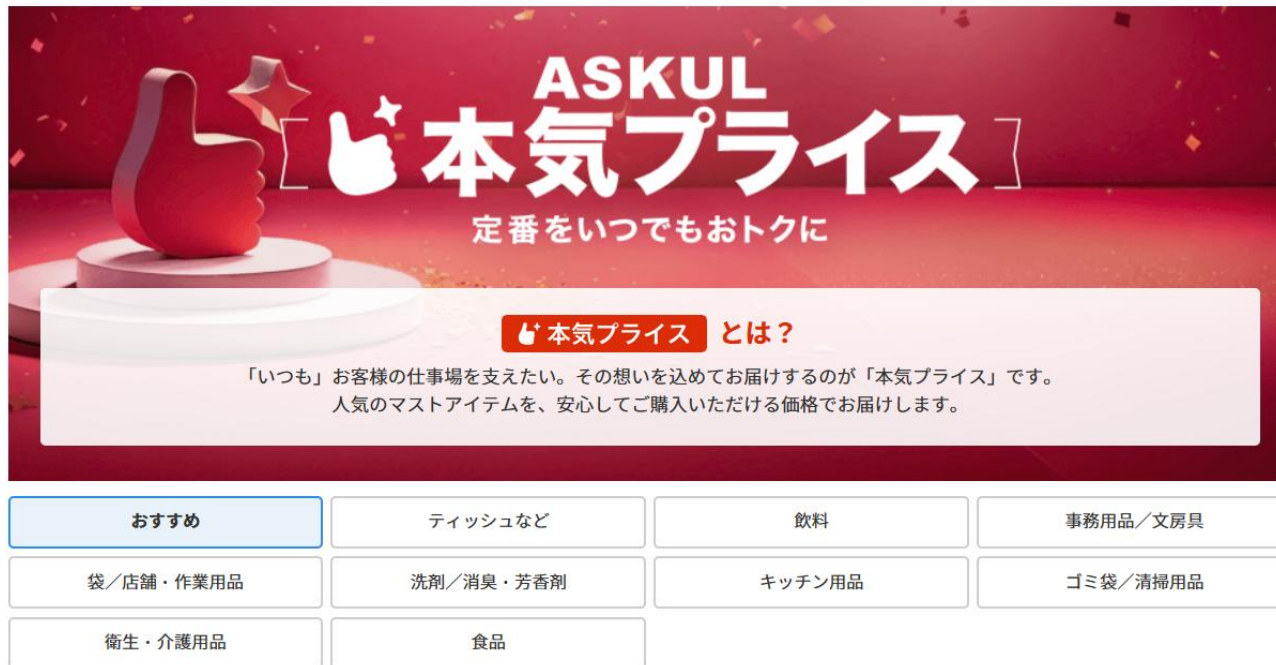 ASKUL
本気プライス
定番をいつでもおトクに
本気プライス とは？
「いつも」お客様の仕事場を支えたい。その想いを込めてお届けするのが「本気プライス」です。
人気のマストアイテムを、安心してご購入いただける価格でお届けします。
おすすめ
ティッシュなど
飲料
事務用品／文房具
袋／店舗・作業用品
洗剤／消臭・芳香剤
キッチン用品
ゴミ袋／清掃用品
衛生・介護用品
食品